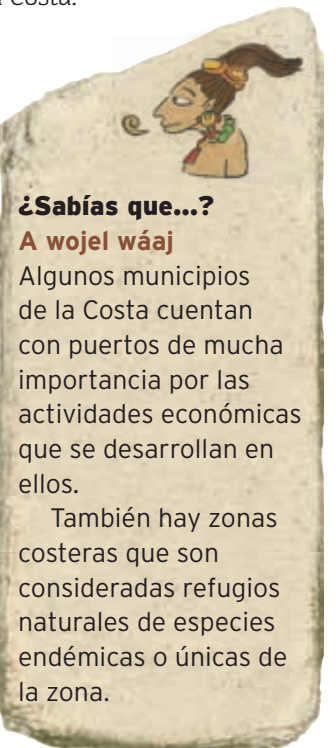 a Costa.
¿Sabías que...?
A wojel wáaj
Algunos municipios
de la Costa cuentan
con puertos de mucha
importancia por las
actividades económicas
que se desarrollan en
ellos.
También hay zonas
costeras que son
consideradas refugios
naturales de especies
endémicas o únicas de
la zona.